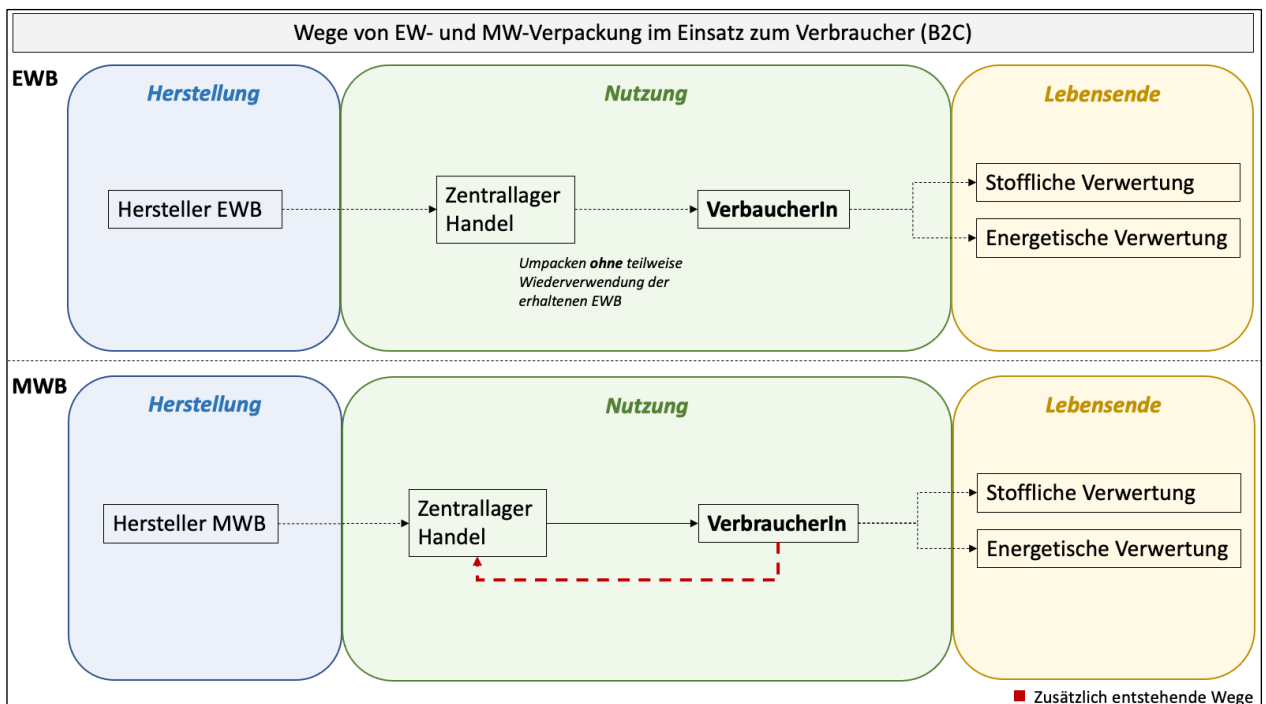 Wege von EW- und MW-Verpackung im Einsatz zum Verbraucher (B2C)
EWB
Herstellung
Nutzung
Lebensende
Hersteller EWB
Zentrallager
Handel
VerbaucherIn
Stoffliche Verwertung
Energetische Verwertung
Umpacken ohne teilweise
Wiederverwendung der
erhaltenen EWB
MWB
Herstellung
Nutzung
Lebensende
Hersteller MWB
Zentrallager
Handel
VerbraucherIn
Stoffliche Verwertung
Energetische Verwertung
Zusätzlich entstehende Wege